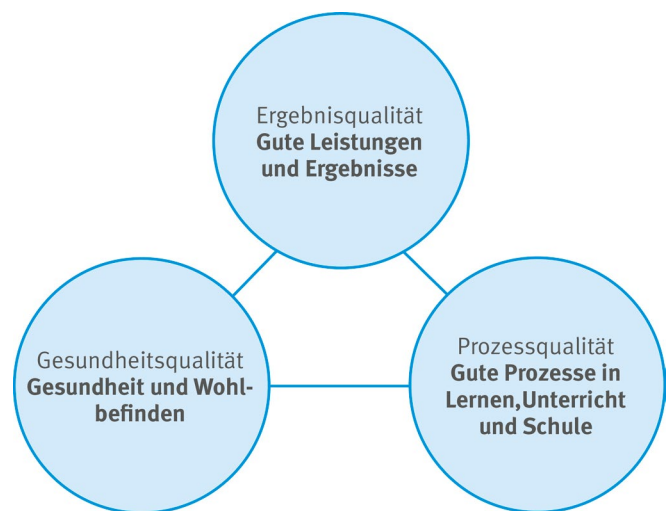 Ergebnisqualität
Gute Leistungen
und Ergebnisse
Gesundheitsqualität
Gesundheit und Wohl-
befinden
Prozessqualität
Gute Prozesse in
Lernen,Unterricht
und Schule